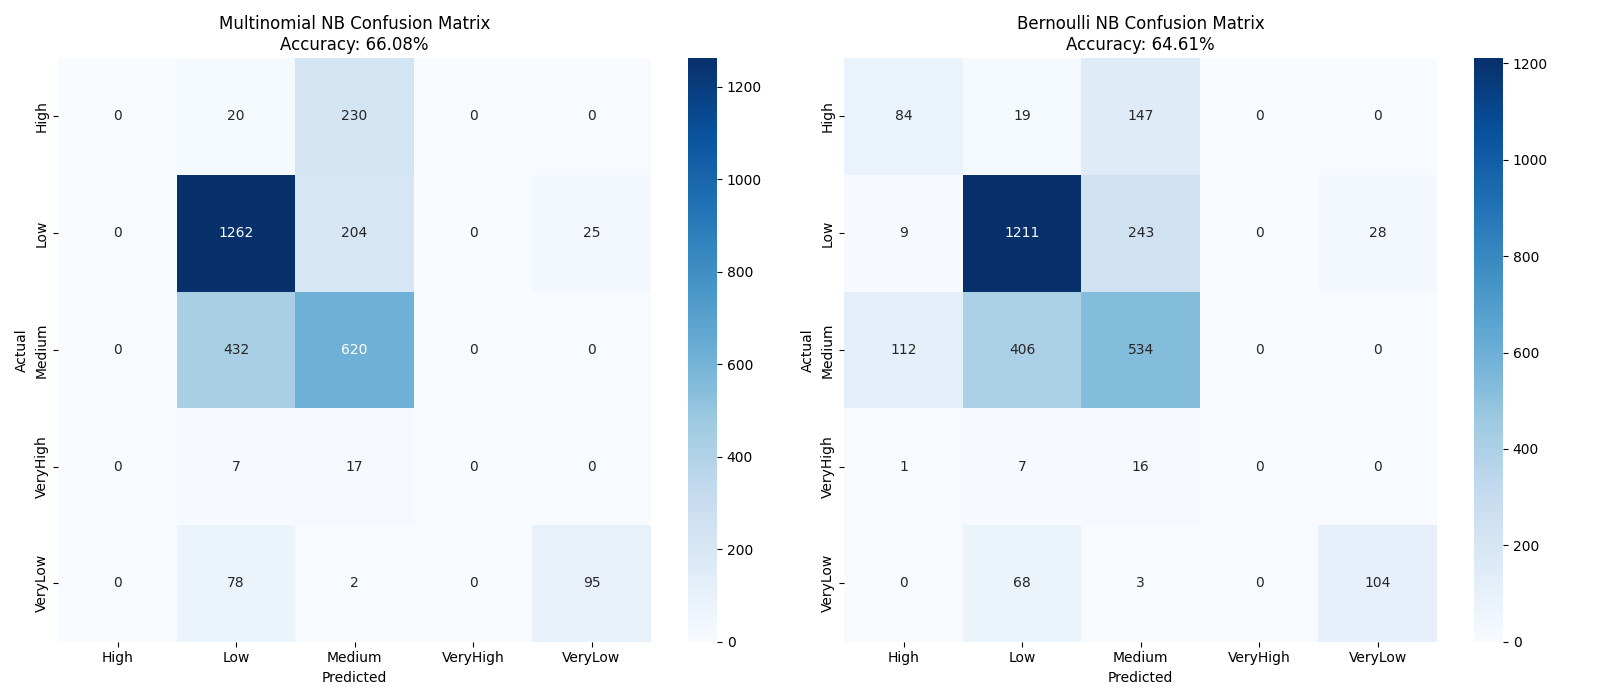 Multinomial NB Confusion Matrix
Accuracy: 66.08%
Actual
High
0 20 230 0 0
Low
0 1262 204 0 25
Medium
0 432 620 0 0
VeryHigh
0 7 17 0 0
VeryLow
0 78 2 0 95
High Low Medium VeryHigh VeryLow
Predicted
1200
1000
800
600
400
200
0
Bernoulli NB Confusion Matrix
Accuracy: 64.61%
Actual
High
84 19 147 0 0
Low
9 1211 243 0 28
Medium
112 406 534 0 0
VeryHigh
1 7 16 0 0
VeryLow
0 68 3 0 104
High Low Medium VeryHigh VeryLow
Predicted
1200
1000
800
600
400
200
0